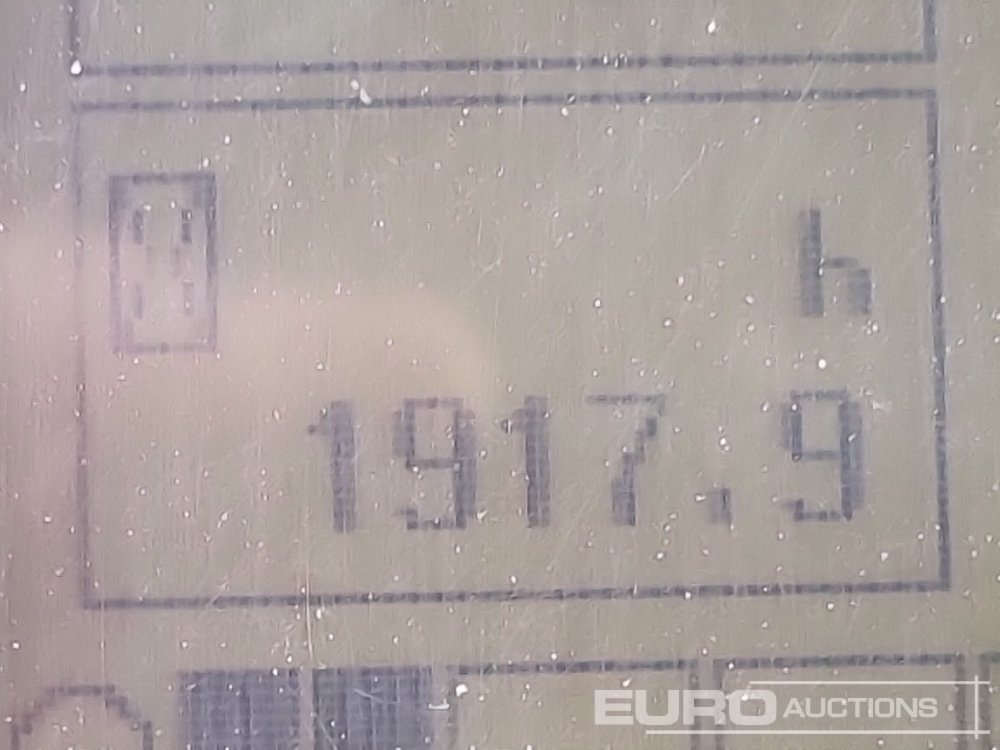 h
1917.9
EURO AUCTIONS